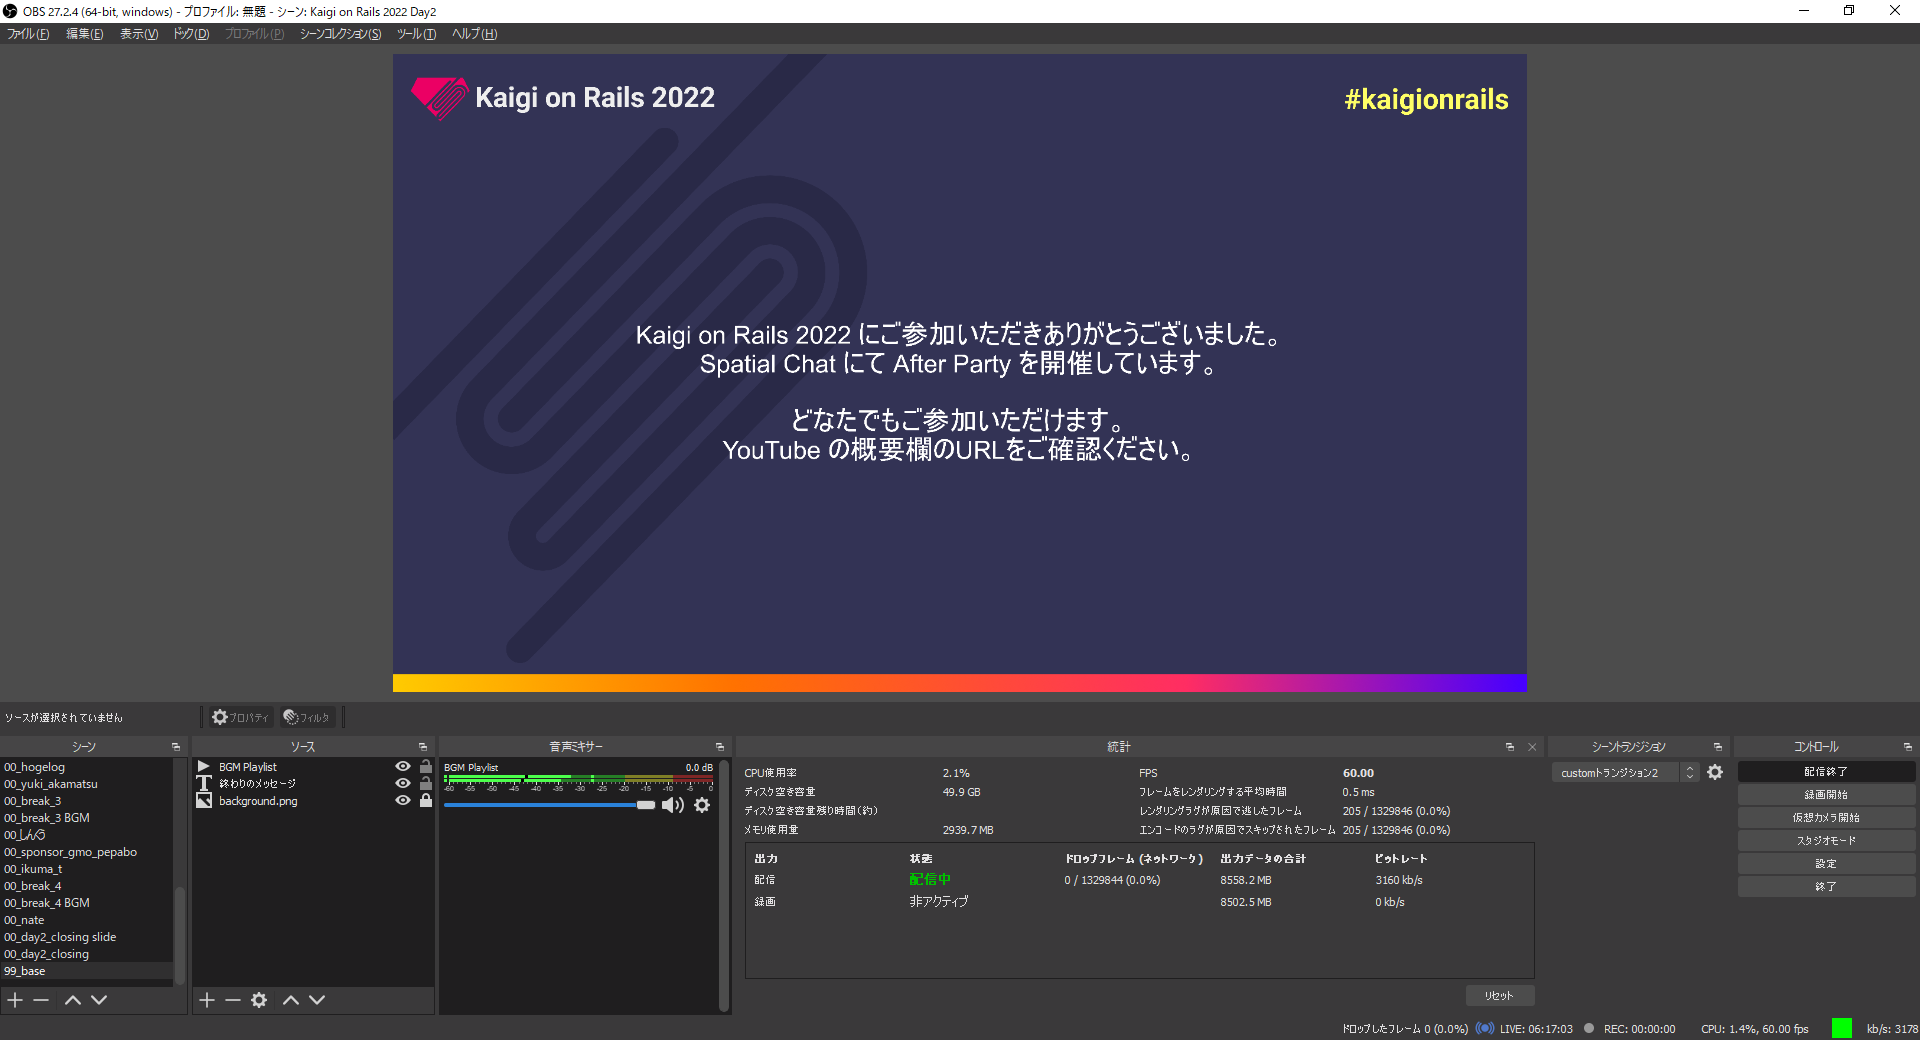 OBS 27.2.4 (64-bit, windows) - プロファイル: 無題 - シーン: Kaigi on Rails 2022 Day2
ファイル(F) 編集(E) 表示(V) ドック(D) プロファイル(P) シーンコレクション(S) ツール(T) ヘルプ(H)
Kaigi on Rails 2022
#kaigionrails
Kaigi on Rails 2022 にご参加いただきありがとうございました。
Spatial Chat にて After Party を開催しています。
どなたでもご参加いただけます。
YouTube の概要欄のURLをご確認ください。
ソースが選択されていません
プロパティ
フィルタ
シーン
00_hogelog
00_yuki_akamatsu
00_break_3
00_break_3 BGM
00_しんくう
00_sponsor_gmo_pepabo
00_ikuma_t
00_break_4
00_break_4 BGM
00_nate
00_day2_closing slide
00_day2_closing
99_base
ソース
BGM Playlist
終わりのメッセージ
background.png
音声ミキサー
BGM Playlist 0.0 dB
-60 -55 -50 -45 -40 -35 -30 -25 -20 -15 -10 -5 0
統計
CPU使用率 2.1%
ディスク空き容量 49.9 GB
ディスク空き容量残り時間(約)
メモリ使用量 2939.7 MB
FPS 60.00
フレームをレンダリングする平均時間 0.5 ms
レンダリングラグが原因で逃したフレーム 205 / 1329846 (0.0%)
エンコードのラグが原因でスキップされたフレーム 205 / 1329846 (0.0%)
出力 状態 ドロップフレーム (ネットワーク) 出力データの合計 ビットレート
配信 配信中 0 / 1329844 (0.0%) 8558.2 MB 3160 kb/s
録画 非アクティブ 8502.5 MB 0 kb/s
リセット
シーントランジション
customトランジション2
コントロール
配信終了
録画開始
仮想カメラ開始
スタジオモード
設定
終了
ドロップしたフレーム 0 (0.0%) LIVE: 06:17:03 REC: 00:00:00 CPU: 1.4%, 60.00 fps kb/s: 3178